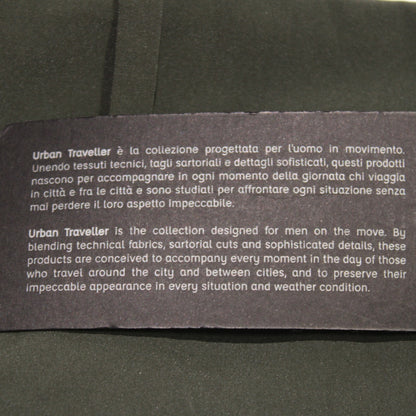 Urban Traveller è la collezione progettata per l'uomo in movimento.
Unendo tessuti tecnici, tagli sartoriali e dettagli sofisticati, questi prodotti
nascono per accompagnare in ogni momento della giornata chi viaggia
in città e fra le città e sono studiati per affrontare ogni situazione senza
mai perdere il loro aspetto impeccabile.
Urban Traveller is the collection designed for men on the move. By
blending technical fabrics, sartorial cuts and sophisticated details, these
products are conceived to accompany every moment in the day of those
who travel around the city and between cities, and to preserve their
impeccable appearance in every situation and weather condition.